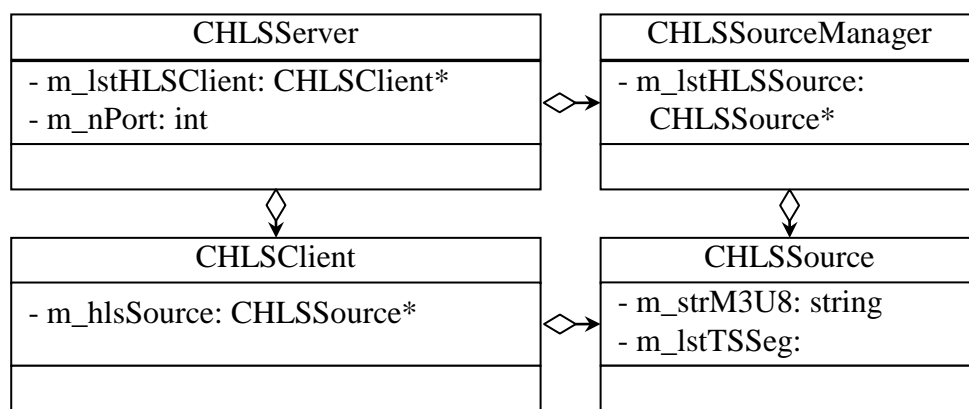 CHLSServer
- m_lstHLSClient: CHLSClient*
- m_nPort: int
CHLSSourceManager
- m_lstHLSSource:
CHLSSource*
CHLSClient
- m_hlsSource: CHLSSource*
CHLSSource
- m_strM3U8: string
- m_lstTSSeg: